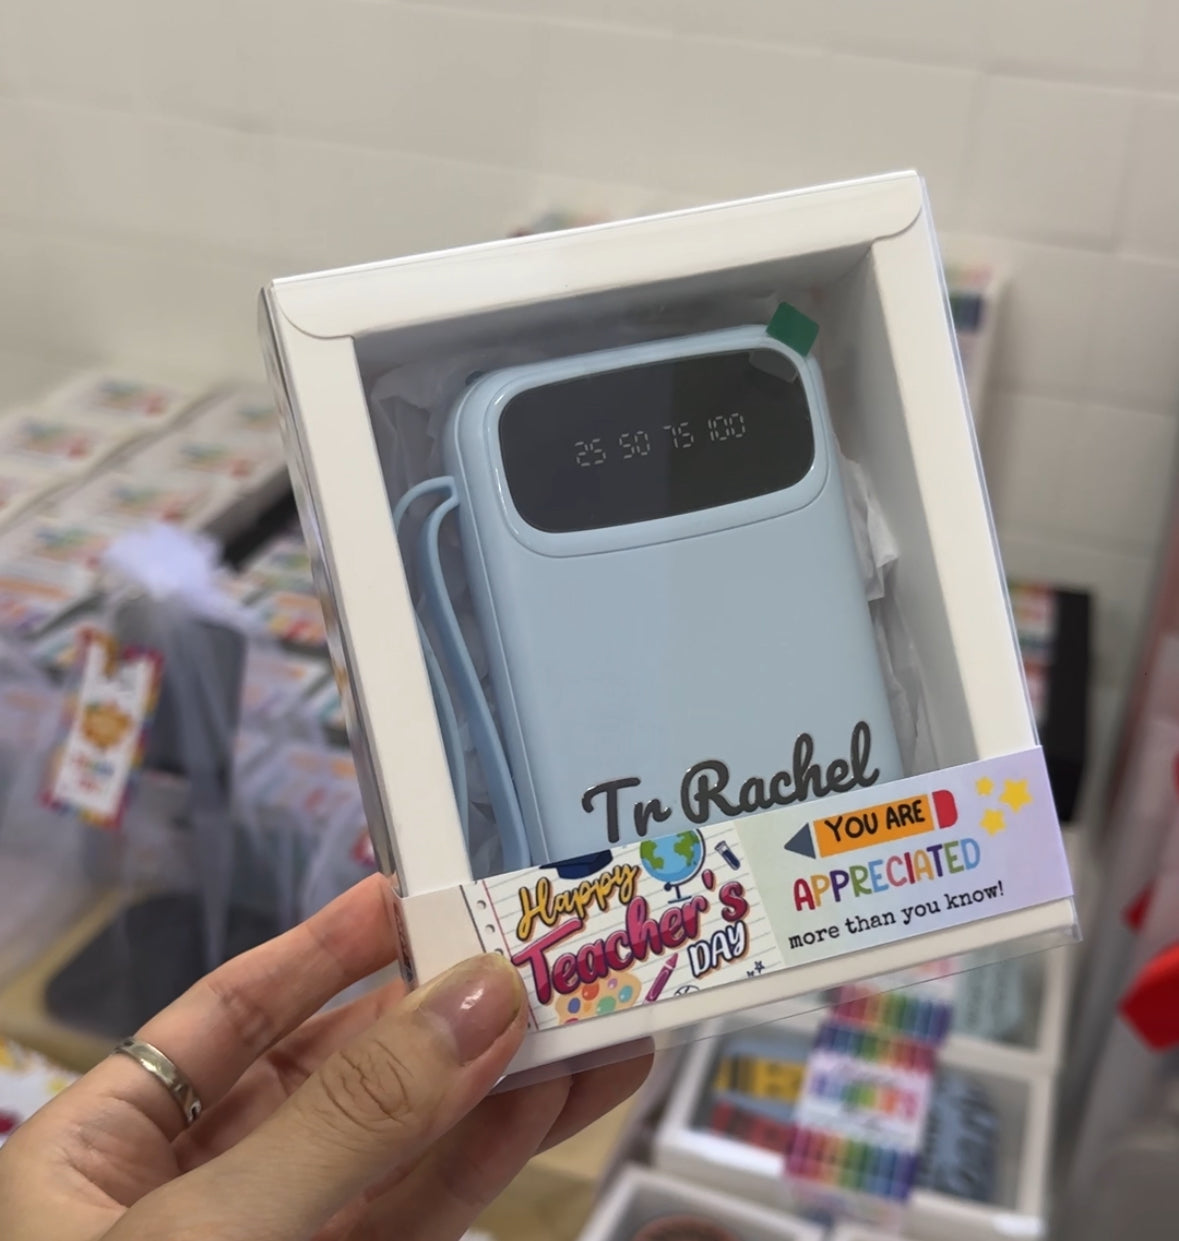 25 50 75 100
Tr Rachel
Happy
Teacher's
DAY
YOU ARE
APPRECIATED
more than you know!